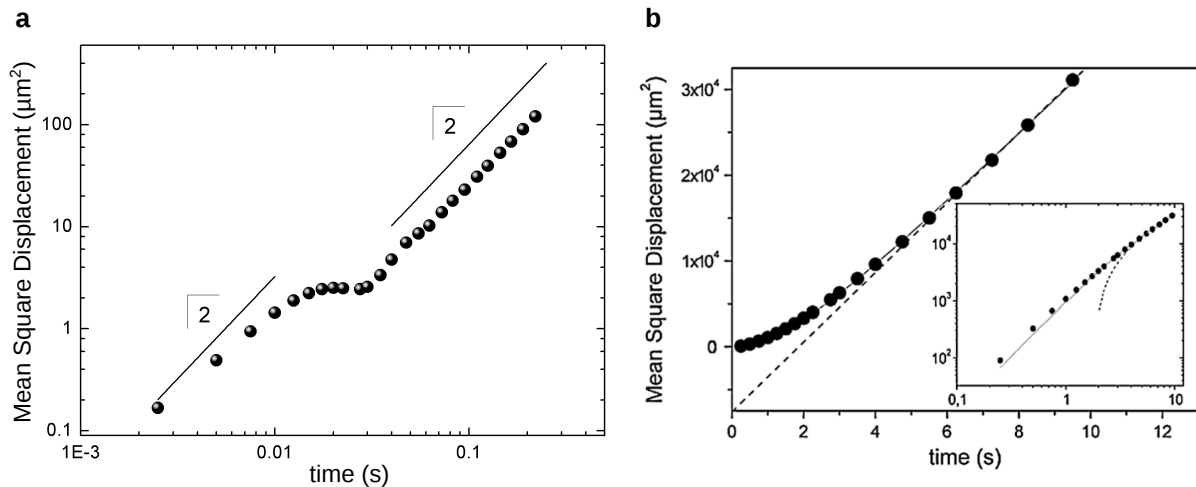 a
Mean Square Displacement (µm²)
100
10
1
0.1
1E-3
0.01
0.1
time (s)
2
2
b
Mean Square Displacement (µm²)
3x10⁴
2x10⁴
1x10⁴
0
0
2
4
6
8
10
12
time (s)
10⁴
10³
10²
0,1
1
10